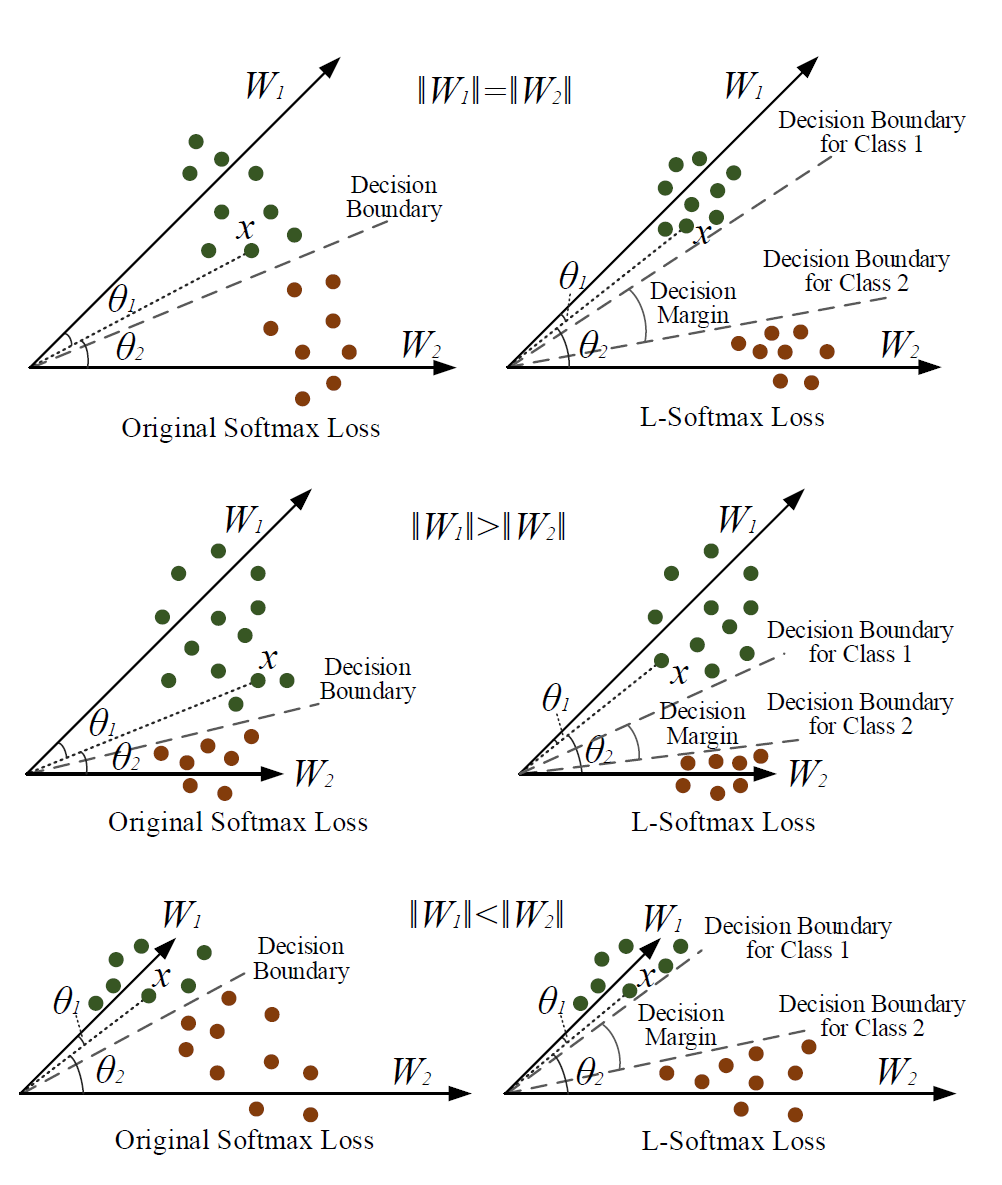 W1
‖W1‖=‖W2‖
Decision
Boundary
x
θ1
θ2
W2
Original Softmax Loss
W1
Decision Boundary
for Class 1
x
Decision Boundary
for Class 2
θ1
Decision
Margin
θ2
W2
L-Softmax Loss
W1
‖W1‖>‖W2‖
x
Decision
Boundary
θ1
θ2
W2
Original Softmax Loss
W1
Decision Boundary
for Class 1
x
Decision Boundary
for Class 2
θ1
Decision
Margin
θ2
W2
L-Softmax Loss
W1
‖W1‖<‖W2‖
Decision
Boundary
x
θ1
θ2
W2
Original Softmax Loss
W1
Decision Boundary
for Class 1
x
θ1
Decision
Margin
Decision Boundary
for Class 2
θ2
W2
L-Softmax Loss